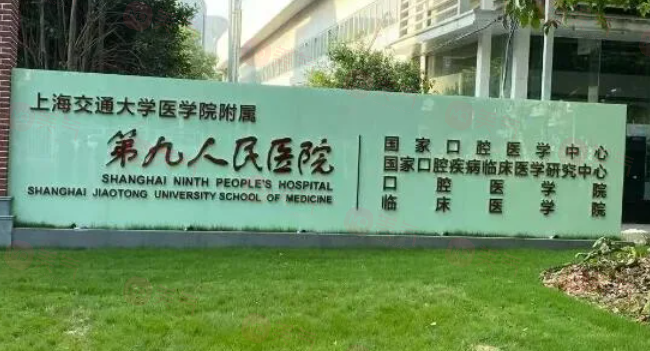 上海交通大学医学院附属
第九人民医院
SHANGHAI NINTH PEOPLE'S HOSPITAL
SHANGHAI JIAOTONG UNIVERSITY SCHOOL OF MEDICINE
国家口腔医学中心
国家口腔疾病临床医学研究中心
口腔医学院
临床医学院